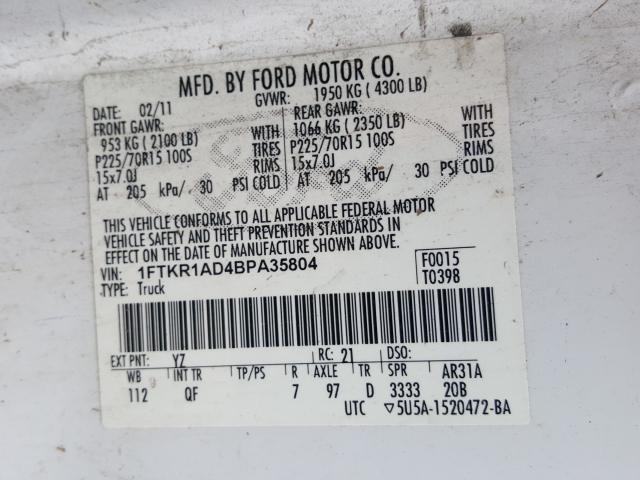 MFD. BY FORD MOTOR CO.
DATE: 02/11 GVWR: 1950 KG ( 4300 LB)
FRONT GAWR: REAR GAWR: WITH
953 KG ( 2100 LB) WITH 1066 KG ( 2350 LB) TIRES
P225/70R15 100S TIRES P225/70R15 100S RIMS
15x7.0J RIMS 15x7.0J
AT 205 kPa/ 30 PSI COLD AT 205 kPa/ 30 PSI COLD
THIS VEHICLE CONFORMS TO ALL APPLICABLE FEDERAL MOTOR
VEHICLE SAFETY AND THEFT PREVENTION STANDARDS IN
EFFECT ON THE DATE OF MANUFACTURE SHOWN ABOVE.
VIN: 1FTKR1AD4BPA35804 F0015
TYPE: Truck T0398
EXT PNT: YZ RC: 21 DSO:
WB INT TR TP/PS R AXLE TR SPR AR31A
112 QF 7 97 D 3333 20B
UTC ▽5U5A-1520472-BA